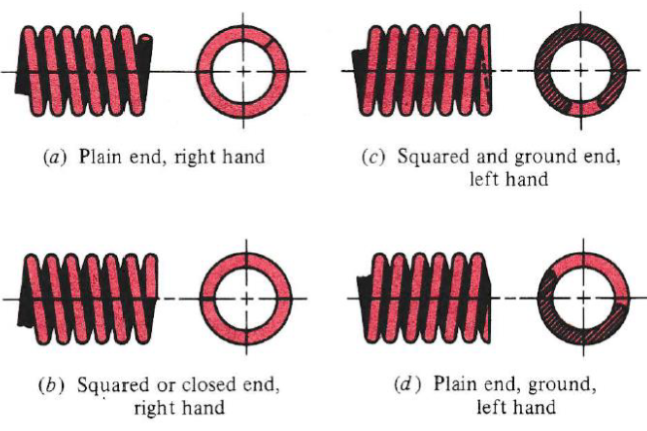 (a) Plain end, right hand
(c) Squared and ground end,
left hand
(b) Squared or closed end,
right hand
(d) Plain end, ground,
left hand